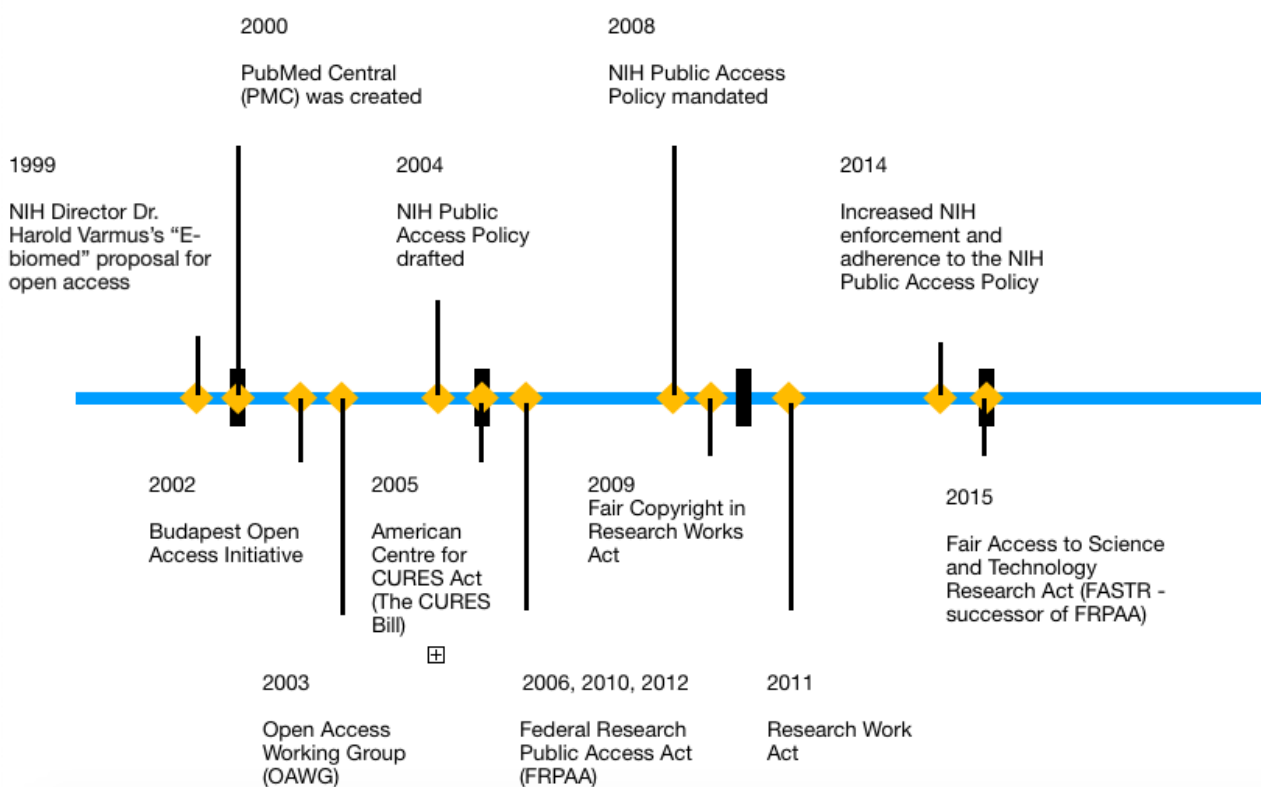 2000
PubMed Central
(PMC) was created
2008
NIH Public Access
Policy mandated
1999
NIH Director Dr.
Harold Varmus's “E-
biomed” proposal for
open access
2004
NIH Public
Access Policy
drafted
2014
Increased NIH
enforcement and
adherence to the NIH
Public Access Policy
2002
Budapest Open
Access Initiative
2005
American
Centre for
CURES Act
(The CURES
Bill)
2009
Fair Copyright in
Research Works
Act
2015
Fair Access to Science
and Technology
Research Act (FASTR -
successor of FRPAA)
2003
Open Access
Working Group
(OAWG)
2006, 2010, 2012
Federal Research
Public Access Act
(FRPAA)
2011
Research Work
Act